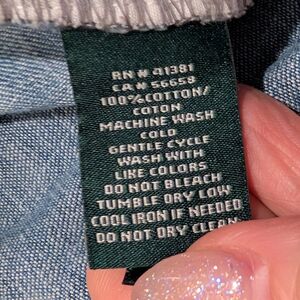 RN # 41381
CA # 56658
100%COTTON/
COTON
MACHINE WASH
COLD
GENTLE CYCLE
WASH WITH
LIKE COLORS
DO NOT BLEACH
TUMBLE DRY LOW
COOL IRON IF NEEDED
DO NOT DRY CLEAN